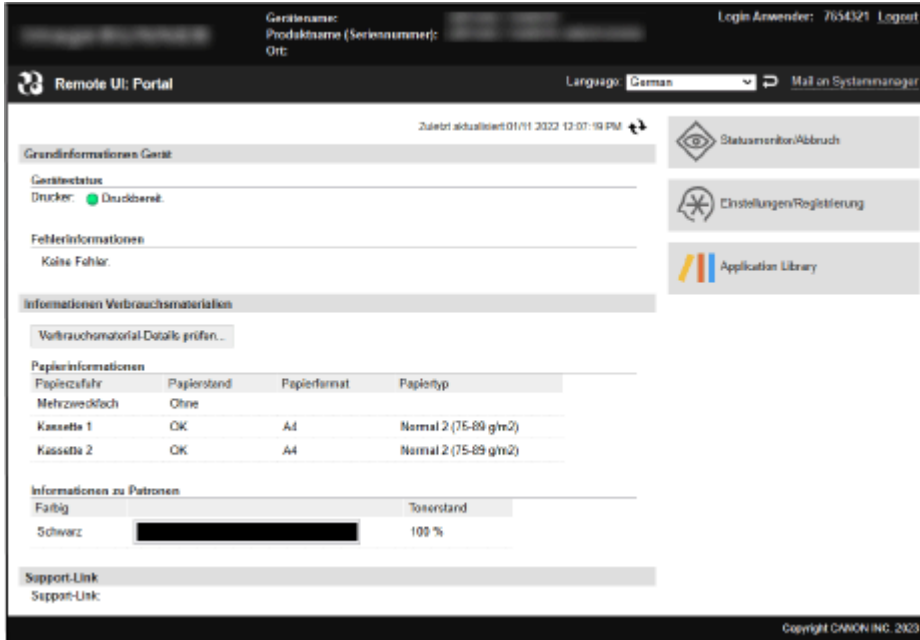 Gerätename:
Produktname (Seriennummer):
Ort:
Login Anwender: 7654321 Logout
Remote UI: Portal
Language: German
Mail an Systemmanager
Zuletzt aktualisiert:01/11 2022 12:07:19 PM
Grundinformationen Gerät
Gerätestatus
Drucker: Druckbereit.
Fehlerinformationen
Keine Fehler.
Informationen Verbrauchsmaterialien
Verbrauchsmaterial-Details prüfen...
Papierinformationen
Papierzufuhr Papierstand Papierformat Papiertyp
Mehrzweckfach Ohne
Kassette 1 OK A4 Normal 2 (75-89 g/m2)
Kassette 2 OK A4 Normal 2 (75-89 g/m2)
Informationen zu Patronen
Farbig Tonerstand
Schwarz 100 %
Support-Link
Support-Link:
Statusmonitor/Abbruch
Einstellungen/Registrierung
Application Library
Copyright CANON INC. 2023